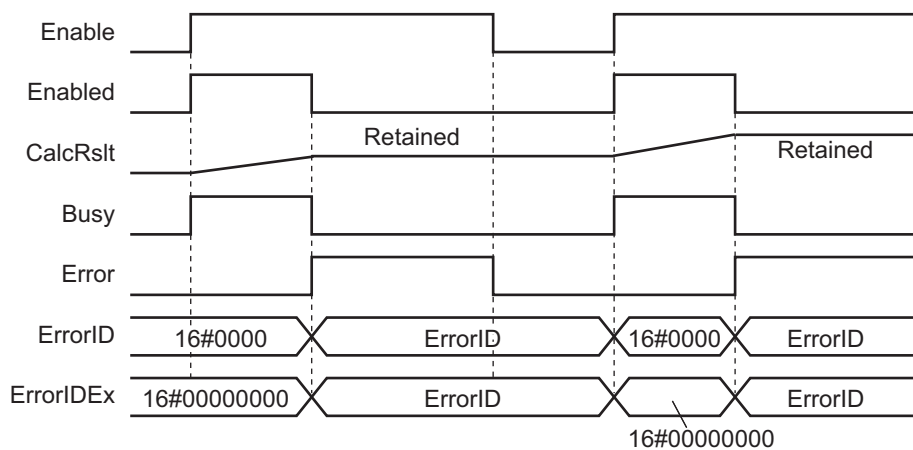 Enable
Enabled
CalcRslt
Retained
Retained
Busy
Error
ErrorID
16#0000
ErrorID
16#0000
ErrorID
ErrorIDEx
16#00000000
ErrorID
ErrorID
16#00000000